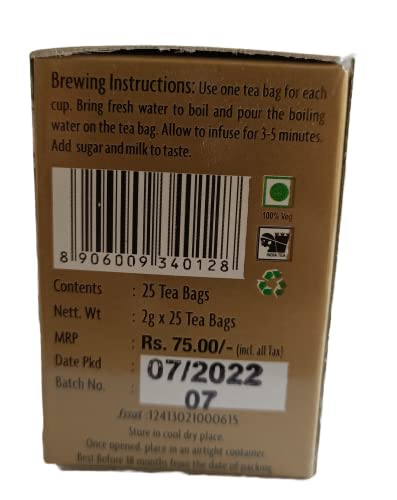 Brewing Instructions: Use one tea bag for each
cup. Bring fresh water to boil and pour the boiling
water on the tea bag. Allow to infuse for 3-5 minutes.
Add sugar and milk to taste.
8 906009 340128
100% Veg
INDIA TEA
Contents : 25 Tea Bags
Nett. Wt : 2g x 25 Tea Bags
MRP : Rs. 75.00/- (incl. all Tax)
Date Pkd : 07/2022
Batch No. : 07
fssai :12413021000615
Store in cool dry place.
Once opened, place in an airtight container.
Best Before 18 months from the date of packing